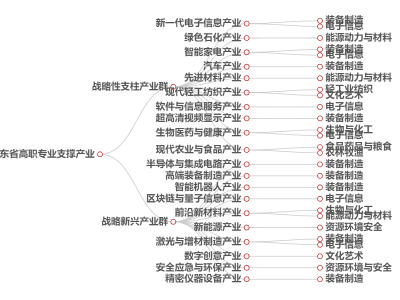 东省高职专业支撑产业
战略性支柱产业群
新一代电子信息产业
装备制造
电子信息
绿色石化产业
能源动力与材料
智能家电产业
装备制造
电子信息
汽车产业
装备制造
先进材料产业
能源动力与材料
现代轻工纺织产业
轻工业纺织
文化艺术
软件与信息服务产业
电子信息
超高清视频显示产业
装备制造
生物医药与健康产业
生物与化工
电子信息
现代农业与食品产业
食品药品与粮食
农林牧渔
战略新兴产业群
半导体与集成电路产业
装备制造
高端装备制造产业
装备制造
智能机器人产业
装备制造
区块链与量子信息产业
电子信息
前沿新材料产业
生物与化工
能源动力与材料
新能源产业
资源环境安全
激光与增材制造产业
装备制造
电子信息
数字创意产业
文化艺术
安全应急与环保产业
资源环境与安全
精密仪器设备产业
装备制造